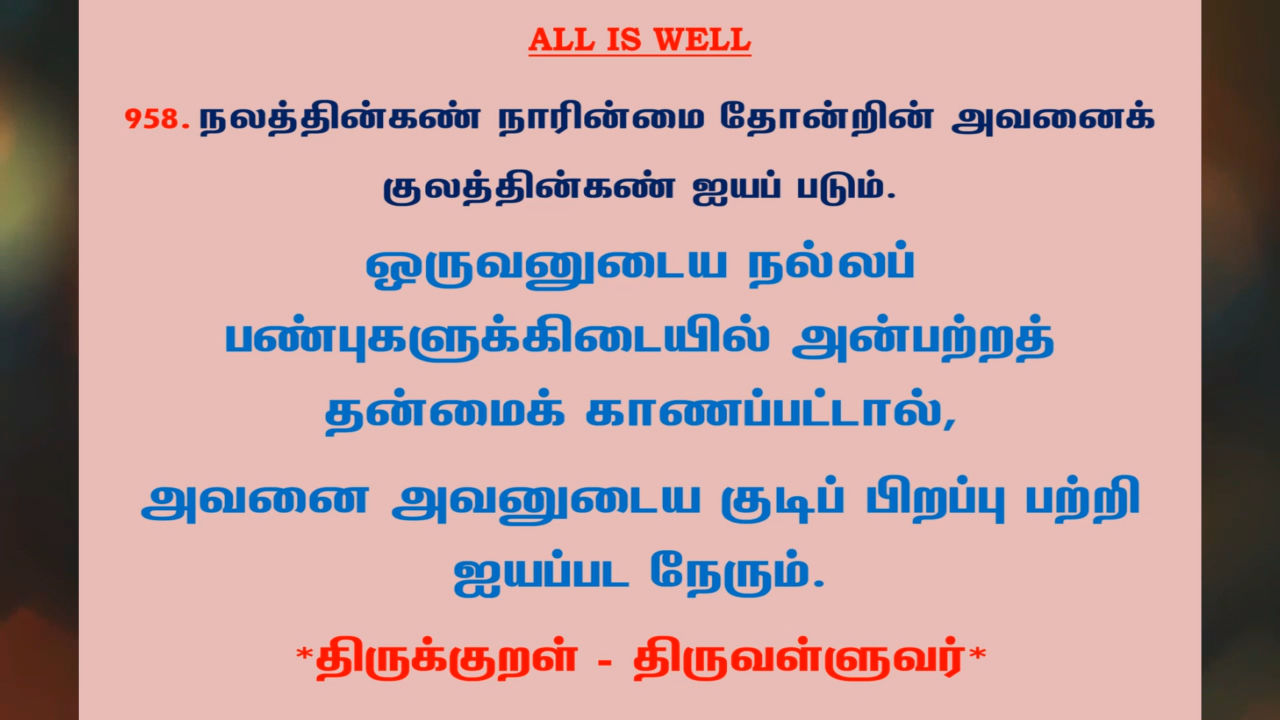 ALL IS WELL
958. நலத்தின்கண் நாரின்மை தோன்றின் அவனைக்
குலத்தின்கண் ஐயப் படும்.
ஒருவனுடைய நல்லப்
பண்புகளுக்கிடையில் அன்பற்றத்
தன்மைக் காணப்பட்டால்,
அவனை அவனுடைய குடிப் பிறப்பு பற்றி
ஐயப்பட நேரும்.
*திருக்குறள் - திருவள்ளுவர்*